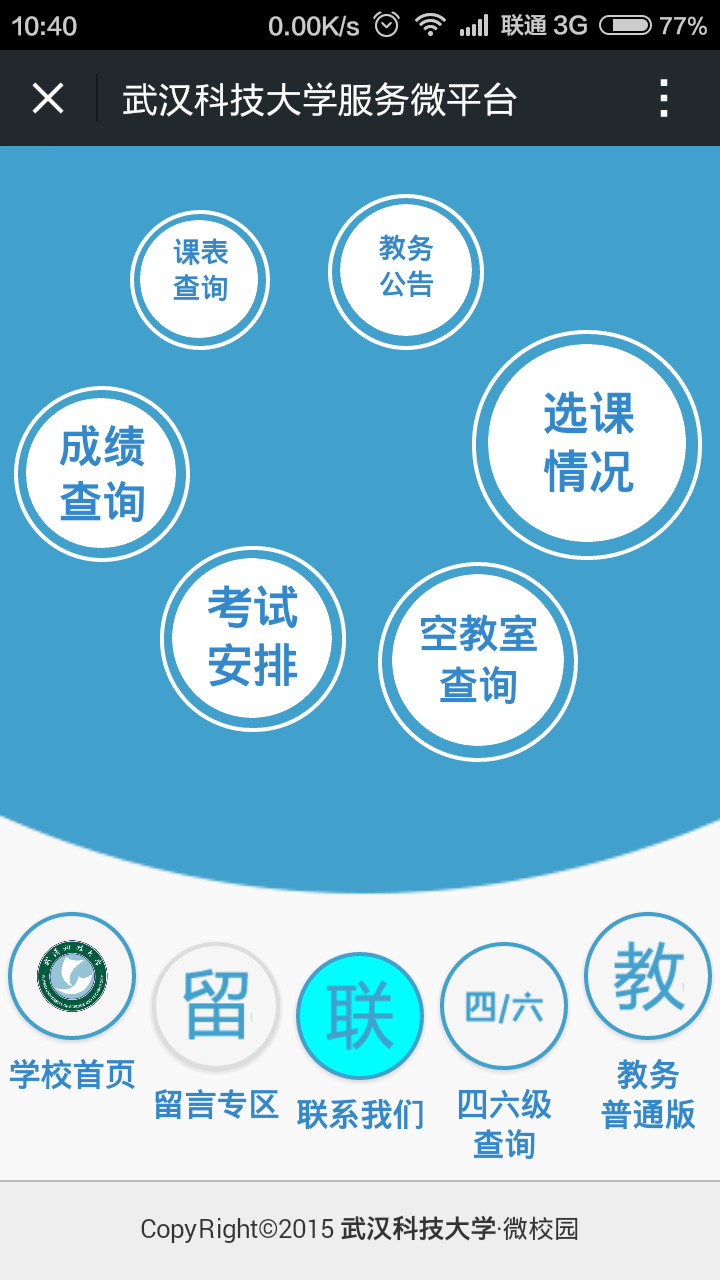 10:40 0.00K/s 联通 3G 77%
武汉科技大学服务微平台
课表
查询
教务
公告
选课
情况
成绩
查询
考试
安排
空教室
查询
学校首页
留
留言专区
联
联系我们
四/六
四六级
查询
教
教务
普通版
CopyRight©2015 武汉科技大学·微校园